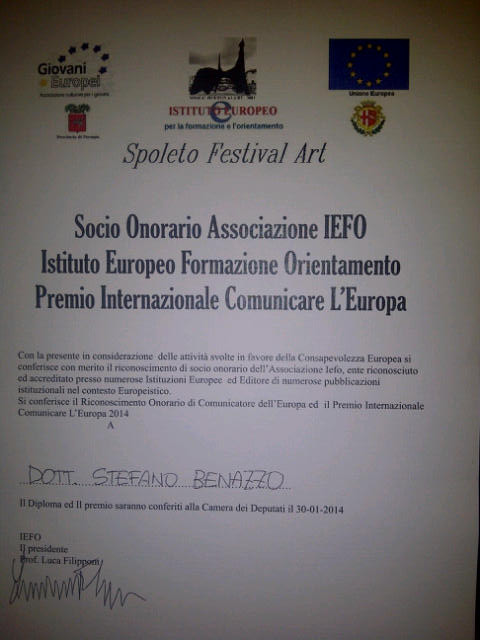 Giovani
Europei
Associazione culturale per i giovani
Provincia di Perugia
ISTITUTO EUROPEO
per la formazione e l'orientamento
Unione Europea
Spoleto Festival Art
Socio Onorario Associazione IEFO
Istituto Europeo Formazione Orientamento
Premio Internazionale Comunicare L'Europa
Con la presente in considerazione delle attività svolte in favore della Consapevolezza Europea si
conferisce con merito il riconoscimento di socio onorario dell'Associazione Iefo, ente riconosciuto
ed accreditato presso numerose Istituzioni Europee ed Editore di numerose pubblicazioni
istituzionali nel contesto Europeistico.
Si conferisce il Riconoscimento Onorario di Comunicatore dell'Europa ed il Premio Internazionale
Comunicare L'Europa 2014
A
DOTT. STEFANO BENAZZO
Il Diploma ed Il premio saranno conferiti alla Camera dei Deputati il 30-01-2014
IEFO
Il presidente
Prof. Luca Filipponi